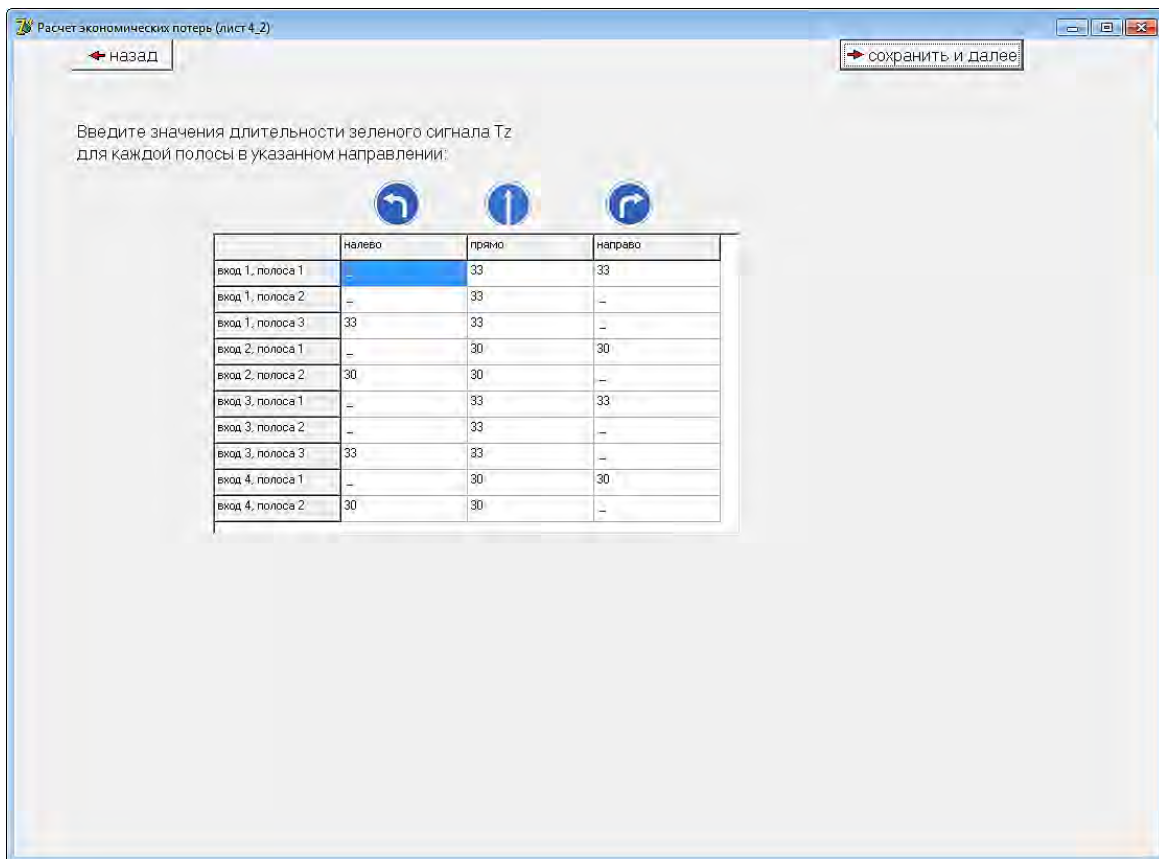 Расчет экономических потерь (лист 4_2)
назад
сохранить и далее
Введите значения длительности зеленого сигнала Tz
для каждой полосы в указанном направлении:
налево прямо направо
вход 1, полоса 1 _ 33 33
вход 1, полоса 2 _ 33 _
вход 1, полоса 3 33 33 _
вход 2, полоса 1 _ 30 30
вход 2, полоса 2 30 30 _
вход 3, полоса 1 _ 33 33
вход 3, полоса 2 _ 33 _
вход 3, полоса 3 33 33 _
вход 4, полоса 1 _ 30 30
вход 4, полоса 2 30 30 _